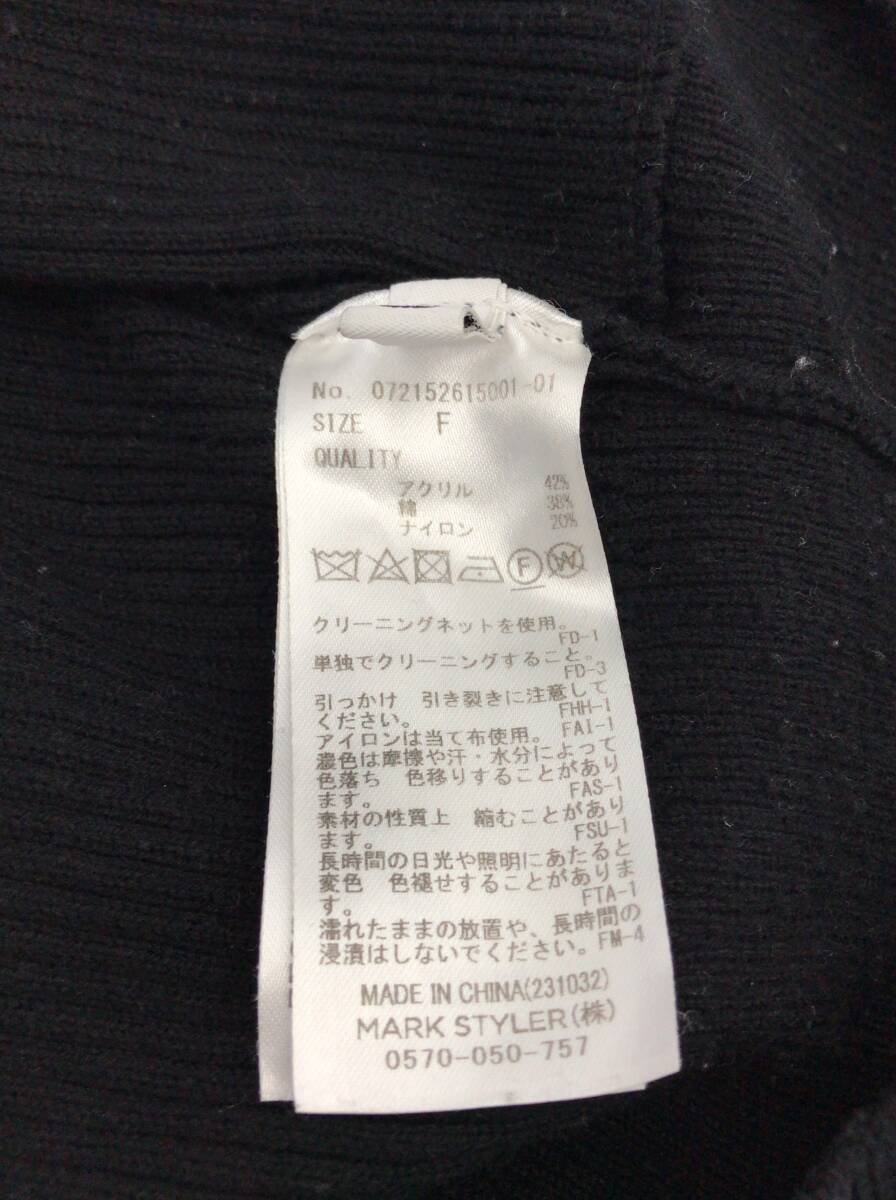 No. 072152615001-01
SIZE F
QUALITY
アクリル 42%
綿 38%
ナイロン 20%
F W
クリーニングネットを使用。
FD-1
単独でクリーニングすること。
FD-3
引っかけ 引き裂きに注意して
ください。 FHH-1
アイロンは当て布使用。 FAI-1
濃色は摩擦や汗・水分によって
色落ち 色移りすることがあり
ます。 FAS-1
素材の性質上 縮むことがあり
ます。 FSU-1
長時間の日光や照明にあたると
変色 色褪せすることがありま
す。 FTA-1
濡れたままの放置や、長時間の
浸漬はしないでください。FM-4
MADE IN CHINA(231032)
MARK STYLER(株)
0570-050-757